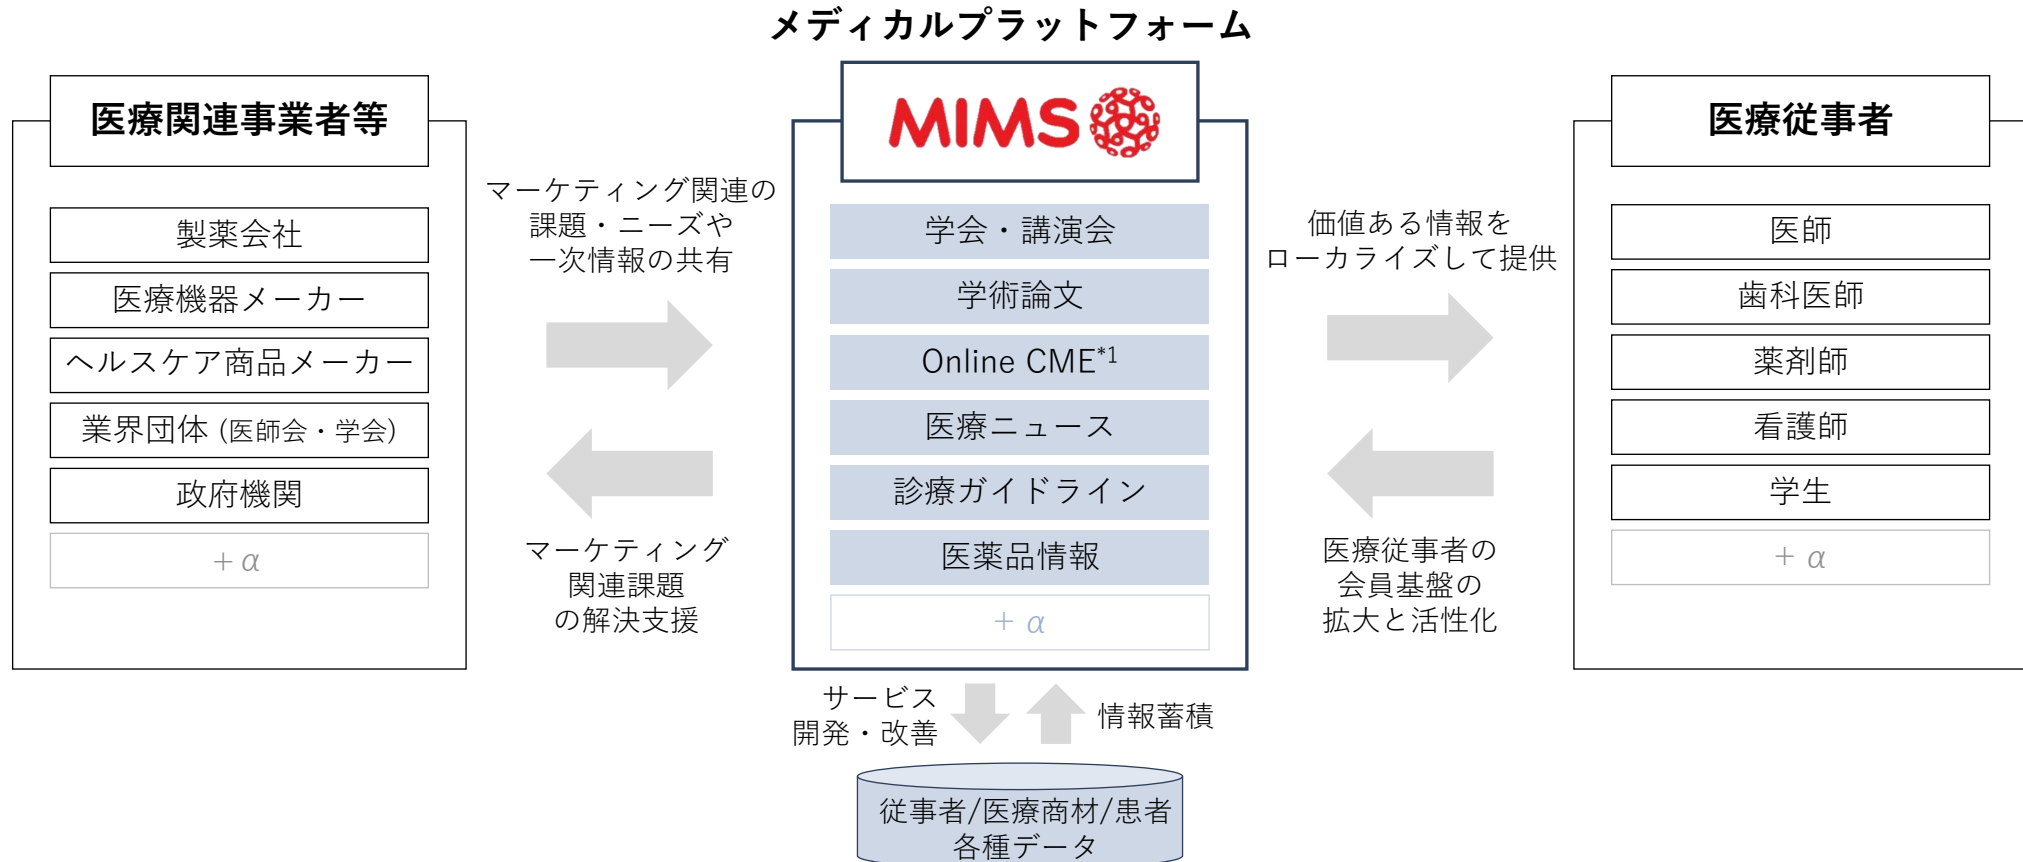 メディカルプラットフォーム
医療関連事業者等
製薬会社
医療機器メーカー
ヘルスケア商品メーカー
業界団体 (医師会・学会)
政府機関
+ α
マーケティング関連の
課題・ニーズや
一次情報の共有
マーケティング
関連課題
の解決支援
MIMS
学会・講演会
学術論文
Online CME*1
医療ニュース
診療ガイドライン
医薬品情報
+ α
価値ある情報を
ローカライズして提供
医療従事者の
会員基盤の
拡大と活性化
医療従事者
医師
歯科医師
薬剤師
看護師
学生
+ α
サービス
開発・改善
情報蓄積
従事者/医療商材/患者
各種データ